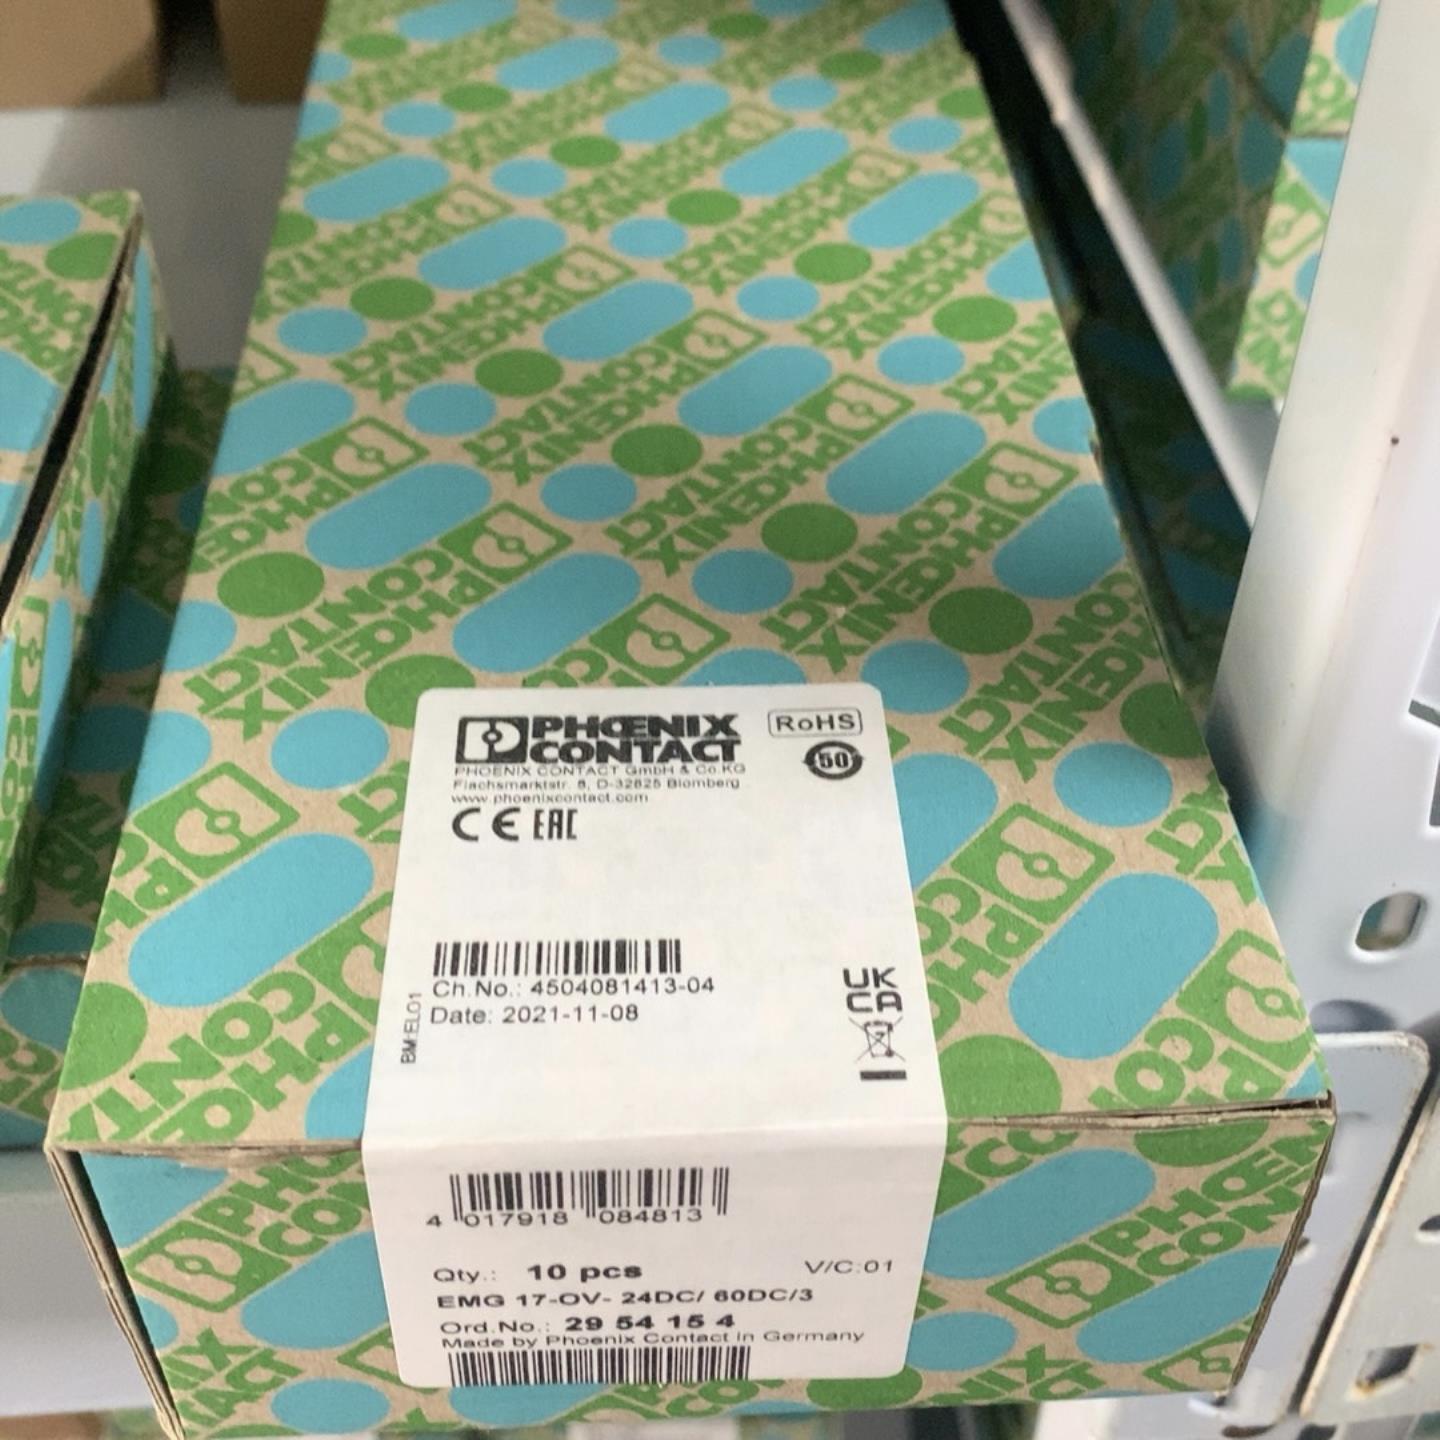 PHŒNIX
CONTACT
RoHS
50
PHOENIX CONTACT GmbH & Co.KG
Flachsmarktstr. 8, D-32825 Blomberg
www.phoenixcontact.com
CE EAC
Ch.No.: 4504081413-04
Date: 2021-11-08
BM:ELO1
UK
CA
4 017918 084813
Qty.: 10 pcs
V/C:01
EMG 17-OV- 24DC/ 60DC/3
Ord.No.: 29 54 15 4
Made by Phoenix Contact in Germany